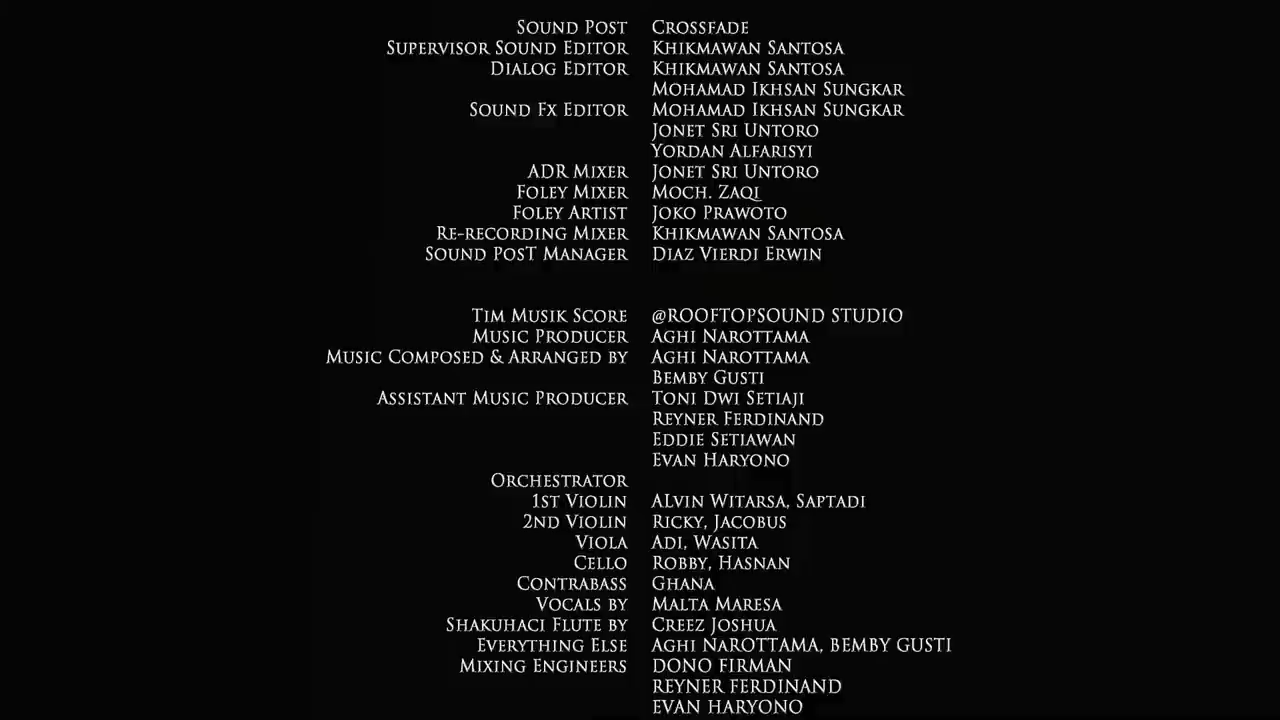 Sound Post Crossfade
Supervisor Sound Editor Khikmawan Santosa
Dialog Editor Khikmawan Santosa
Mohamad Ikhsan Sungkar
Sound Fx Editor Mohamad Ikhsan Sungkar
Jonet Sri Untoro
Yordan Alfarisyi
ADR Mixer Jonet Sri Untoro
Foley Mixer Moch. Zaqi
Foley Artist Joko Prawoto
Re-recording Mixer Khikmawan Santosa
Sound PosT Manager Diaz Vierdi Erwin
Tim Musik Score @ROOFTOPSOUND STUDIO
Music Producer Aghi Narottama
Music Composed & Arranged by Aghi Narottama
Bemby Gusti
Assistant Music Producer Toni Dwi Setiaji
Reyner Ferdinand
Eddie Setiawan
Evan Haryono
Orchestrator
1st Violin ALvin Witarsa, Saptadi
2nd Violin Ricky, Jacobus
Viola Adi, Wasita
Cello Robby, Hasnan
Contrabass Ghana
Vocals by Malta Maresa
Shakuhaci Flute by Creez Joshua
Everything Else Aghi NaROTTAMA, BEMBY GUSTI
Mixing Engineers DONO FIRMAN
REYNER FERDINAND
EVAN HARYONO